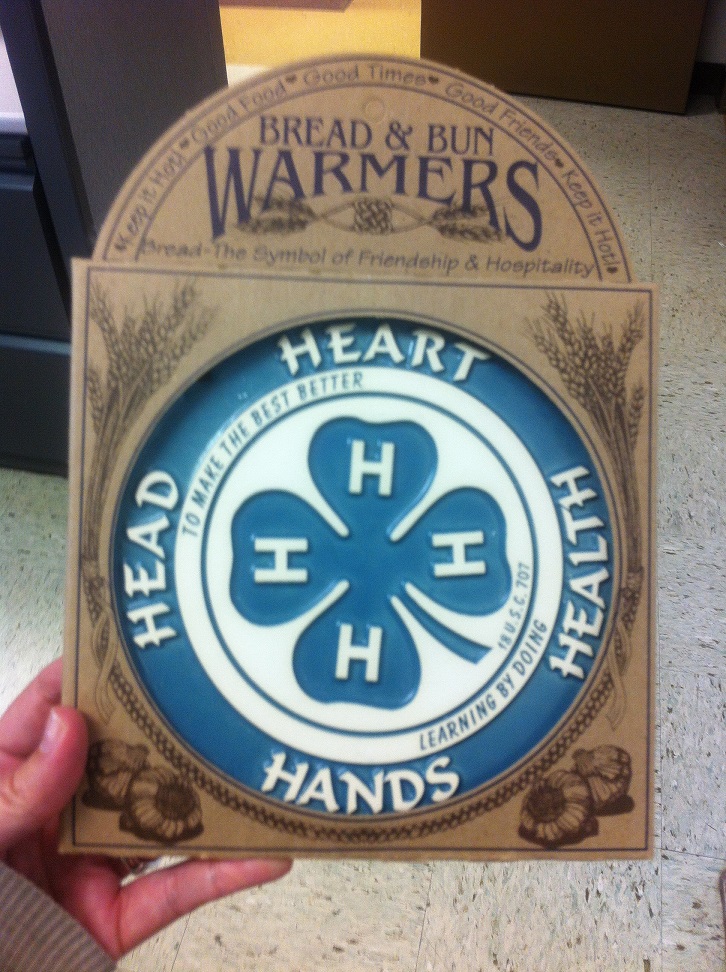 Keep it Hot! Good Food Good Times Good Friends Keep it Hot!
BREAD & BUN
WARMERS
Bread-The Symbol of Friendship & Hospitality
HEART
TO MAKE THE BEST BETTER
HEAD
H
H
H
H
HEALTH
18 U.S.C. 707
LEARNING BY DOING
HANDS